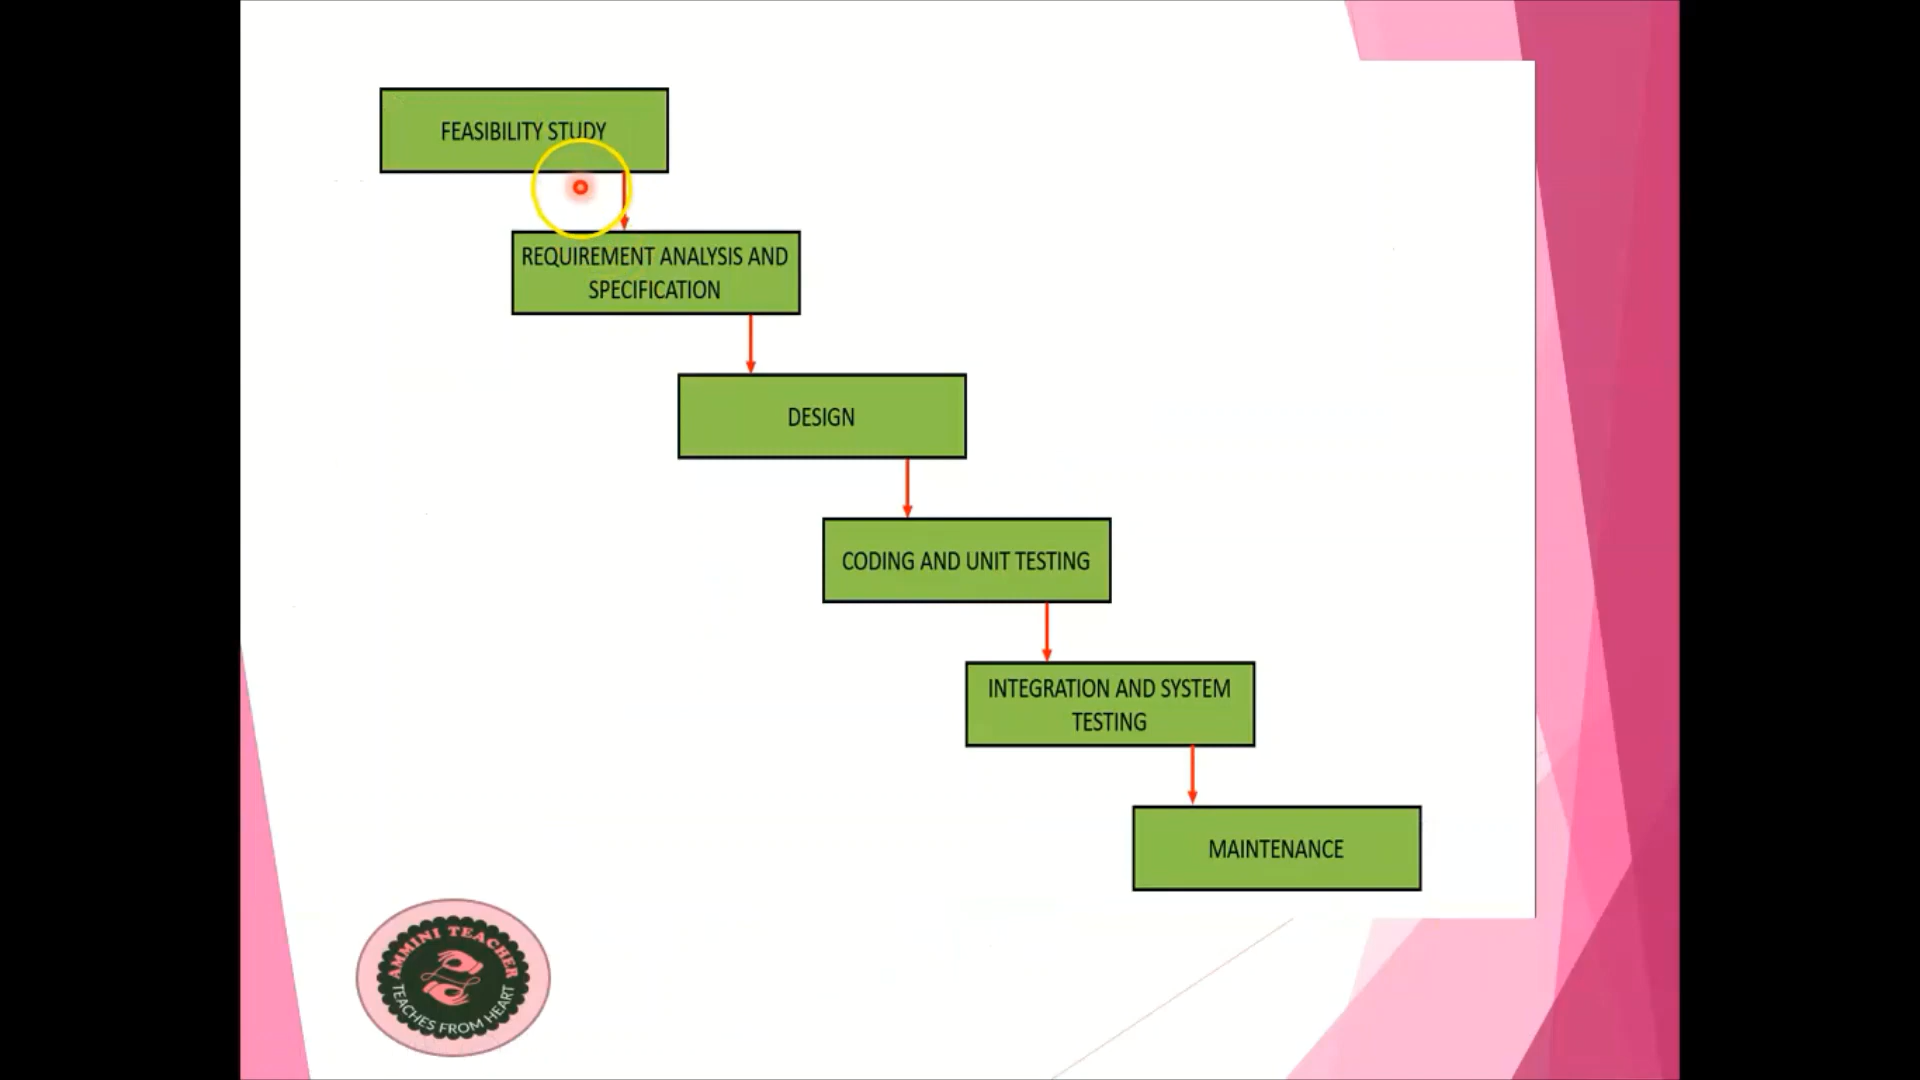 FEASIBILITY STUDY
REQUIREMENT ANALYSIS AND
SPECIFICATION
DESIGN
CODING AND UNIT TESTING
INTEGRATION AND SYSTEM
TESTING
MAINTENANCE
AMMINI TEACHER
TEACHES FROM HEART